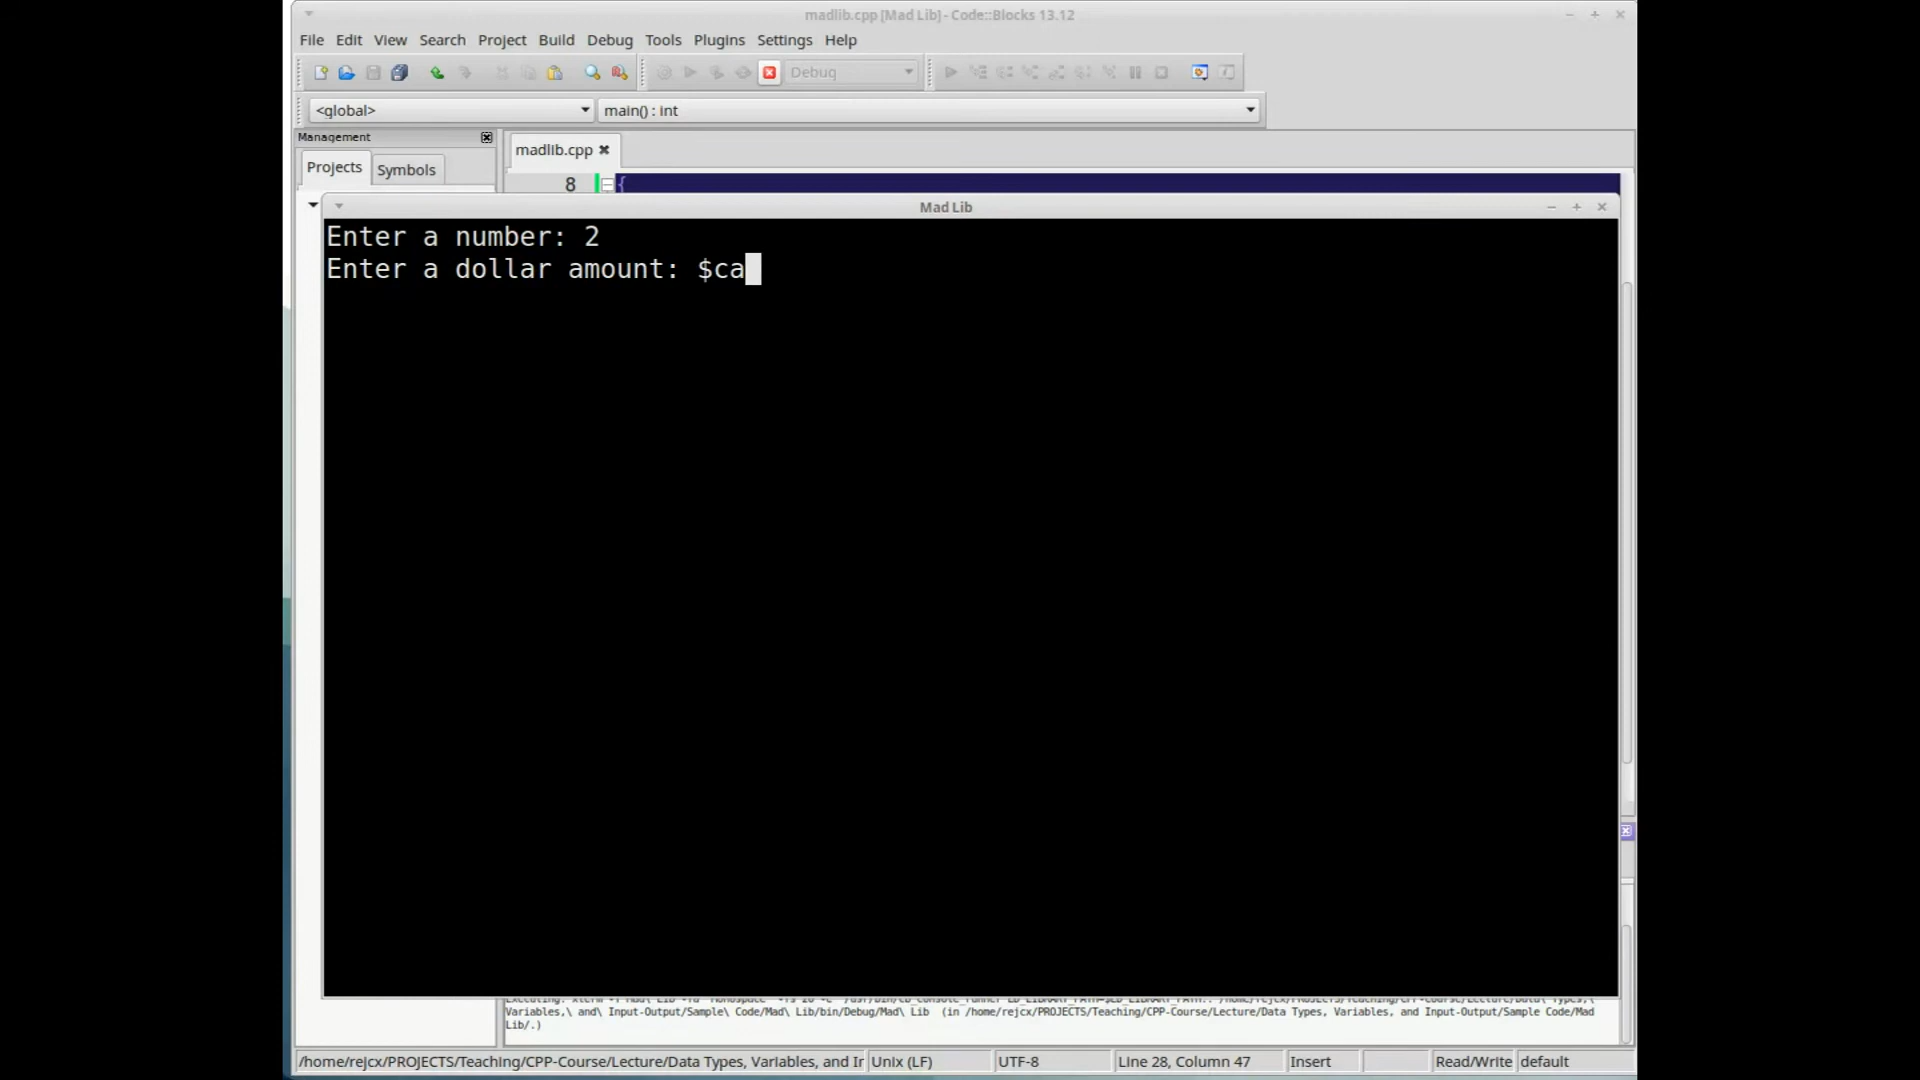 madlib.cpp [Mad Lib] - Code::Blocks 13.12
File Edit View Search Project Build Debug Tools Plugins Settings Help
Debug
<global> main() : int
Management
Projects Symbols
madlib.cpp
8 {
Mad Lib
Enter a number: 2
Enter a dollar amount: $ca
Variables,\ and\ Input-Output/Sample\ Code/Mad\ Lib/bin/Debug/Mad\ Lib (in /home/rejcx/PROJECTS/Teaching/CPP-Course/Lecture/Data Types, Variables, and Input-Output/Sample Code/Mad
Lib/.)
/home/rejcx/PROJECTS/Teaching/CPP-Course/Lecture/Data Types, Variables, and Ir Unix (LF) UTF-8 Line 28, Column 47 Insert Read/Write default